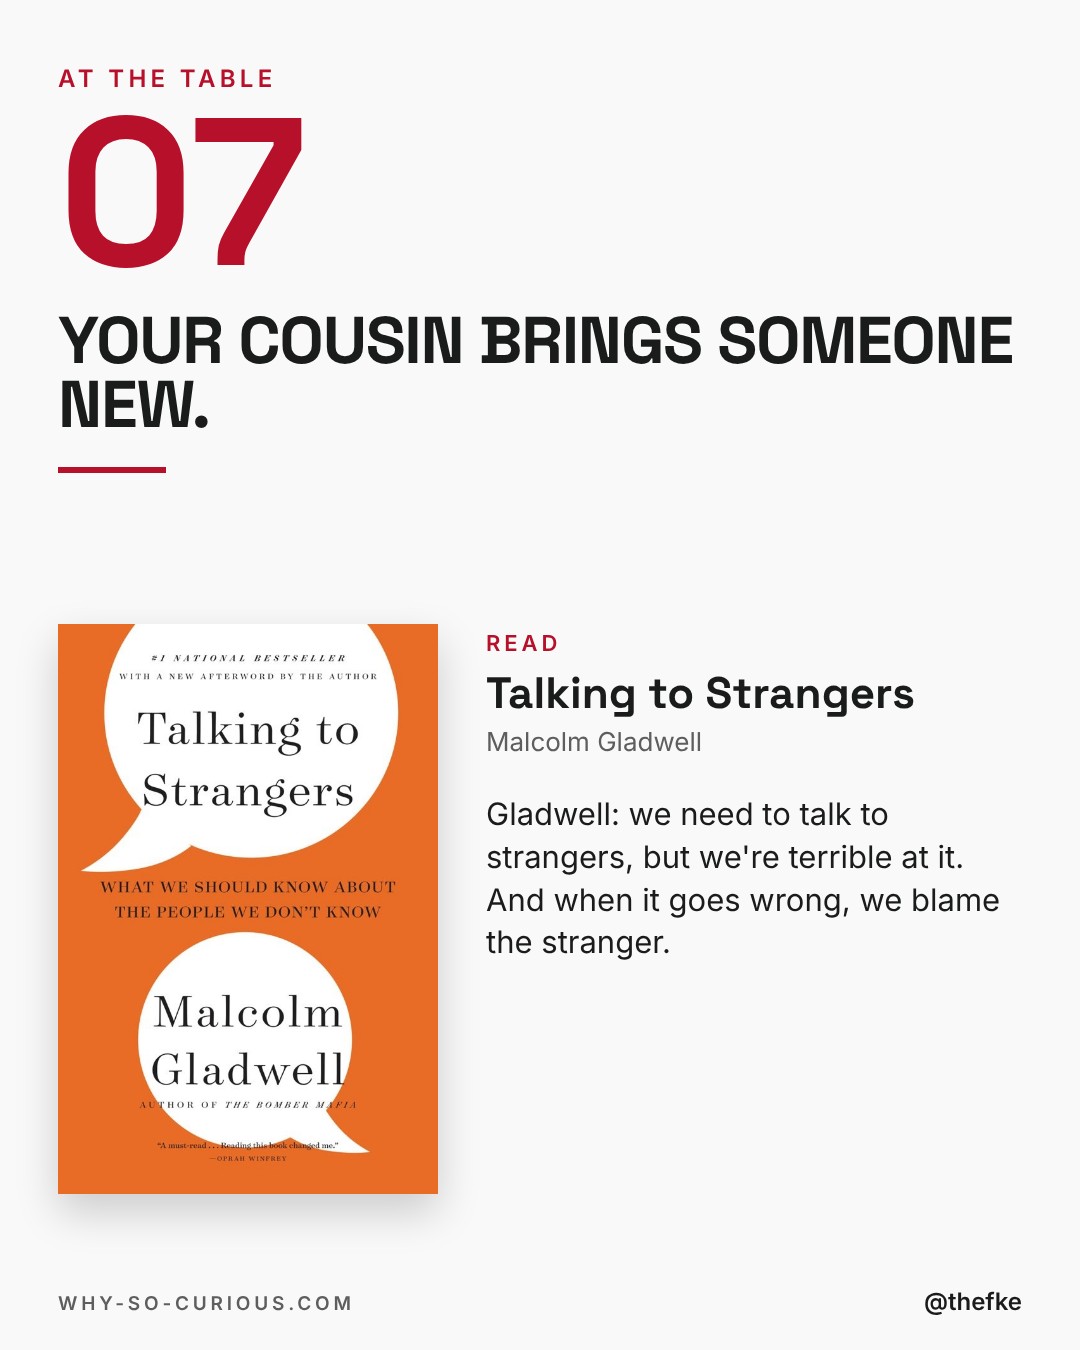 AT THE TABLE
07
YOUR COUSIN BRINGS SOMEONE
NEW.
#1 NATIONAL BESTSELLER
WITH A NEW AFTERWORD BY THE AUTHOR
Talking to
Strangers
WHAT WE SHOULD KNOW ABOUT
THE PEOPLE WE DON'T KNOW
Malcolm
Gladwell
AUTHOR OF THE BOMBER MAFIA
“A must-read . . . Reading this book changed me.”
—OPRAH WINFREY
READ
Talking to Strangers
Malcolm Gladwell
Gladwell: we need to talk to
strangers, but we're terrible at it.
And when it goes wrong, we blame
the stranger.
WHY-SO-CURIOUS.COM
@thefke